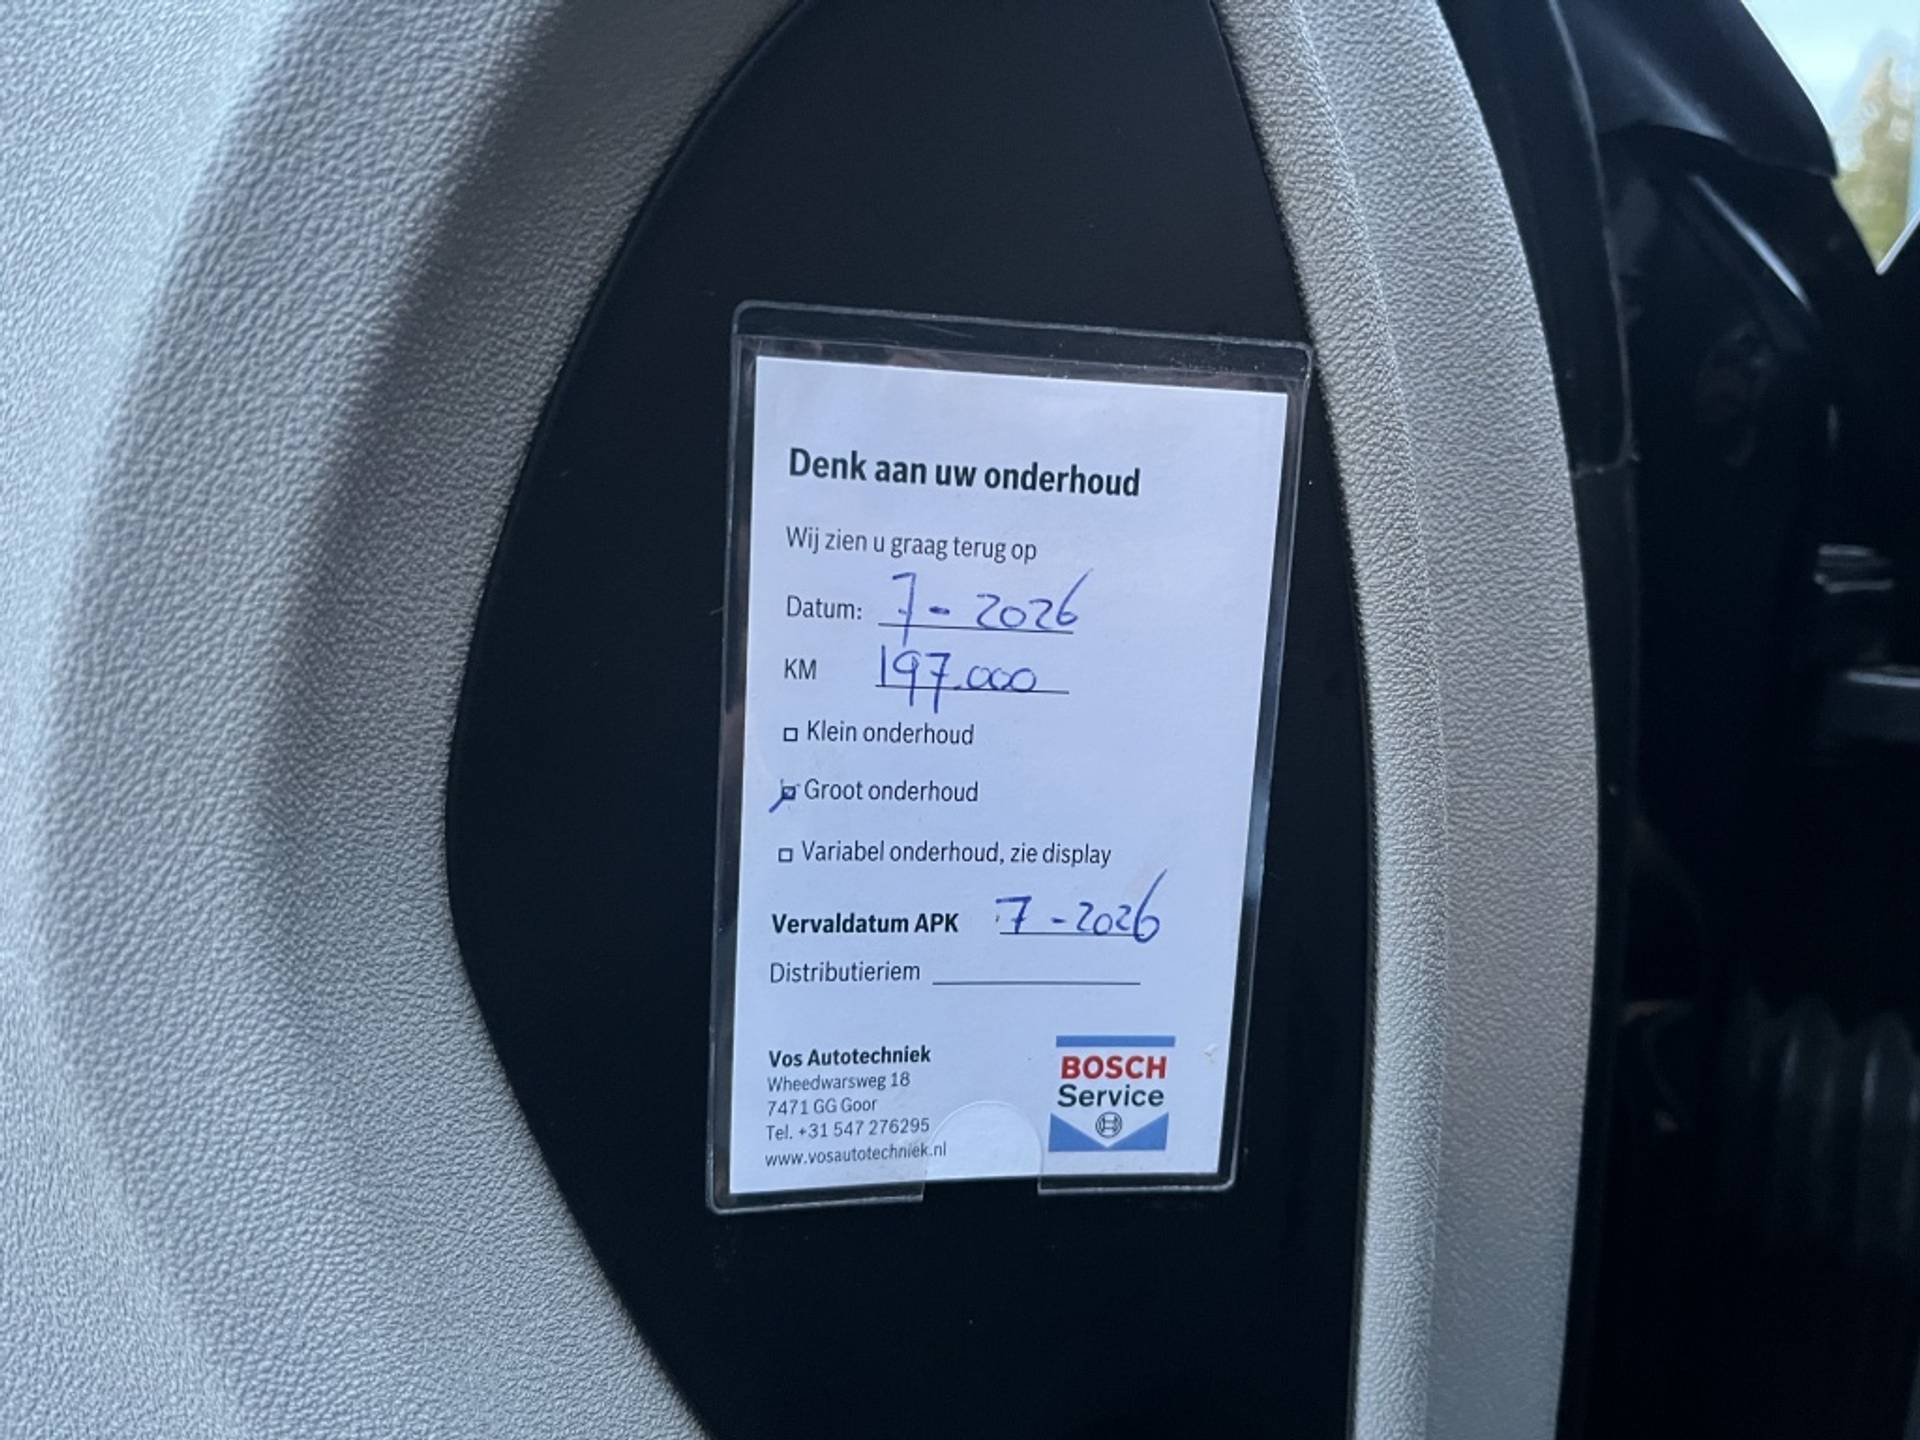 Denk aan uw onderhoud
Wij zien u graag terug op
Datum: 7 - 2026
KM 197.000
Klein onderhoud
Groot onderhoud
Variabel onderhoud, zie display
Vervaldatum APK 7 - 2026
Distributieriem
Vos Autotechniek
Wheedwarsweg 18
7471 GG Goor
Tel. +31 547 276295
www.vosautotechniek.nl
BOSCH
Service